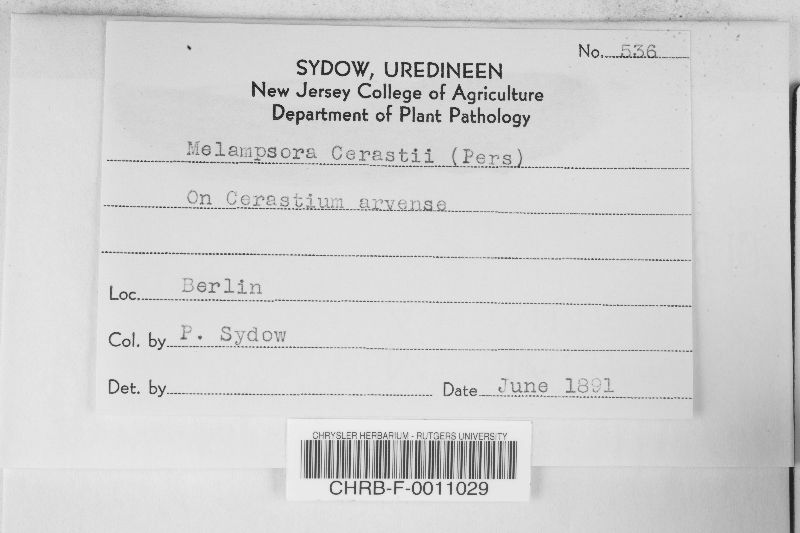 No. 536
SYDOW, UREDINEEN
New Jersey College of Agriculture
Department of Plant Pathology
Melampsora Cerastii (Pers)
On Cerastium arvense
Loc. Berlin
Col. by P. Sydow
Det. by
Date June 1891
CHRYSLER HERBARIUM - RUTGERS UNIVERSITY
CHRB-F-0011029